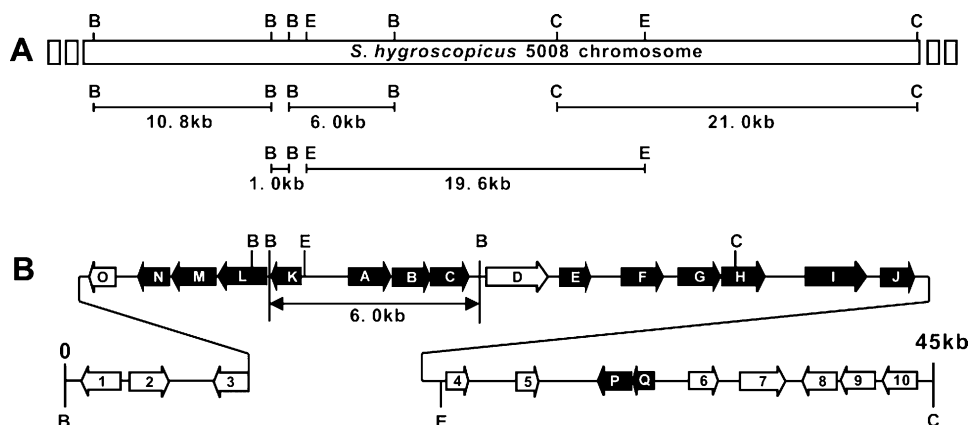 B B B E B C E C
A
S. hygroscopicus 5008 chromosome
B B B B C C
10.8kb 6.0kb 21.0kb
B B E E
1.0kb 19.6kb
B B E B C
B
O N M L K A B C D E F G H I J
6.0kb
0 45kb
1 2 3 4 5 P Q 6 7 8 9 10
B E C